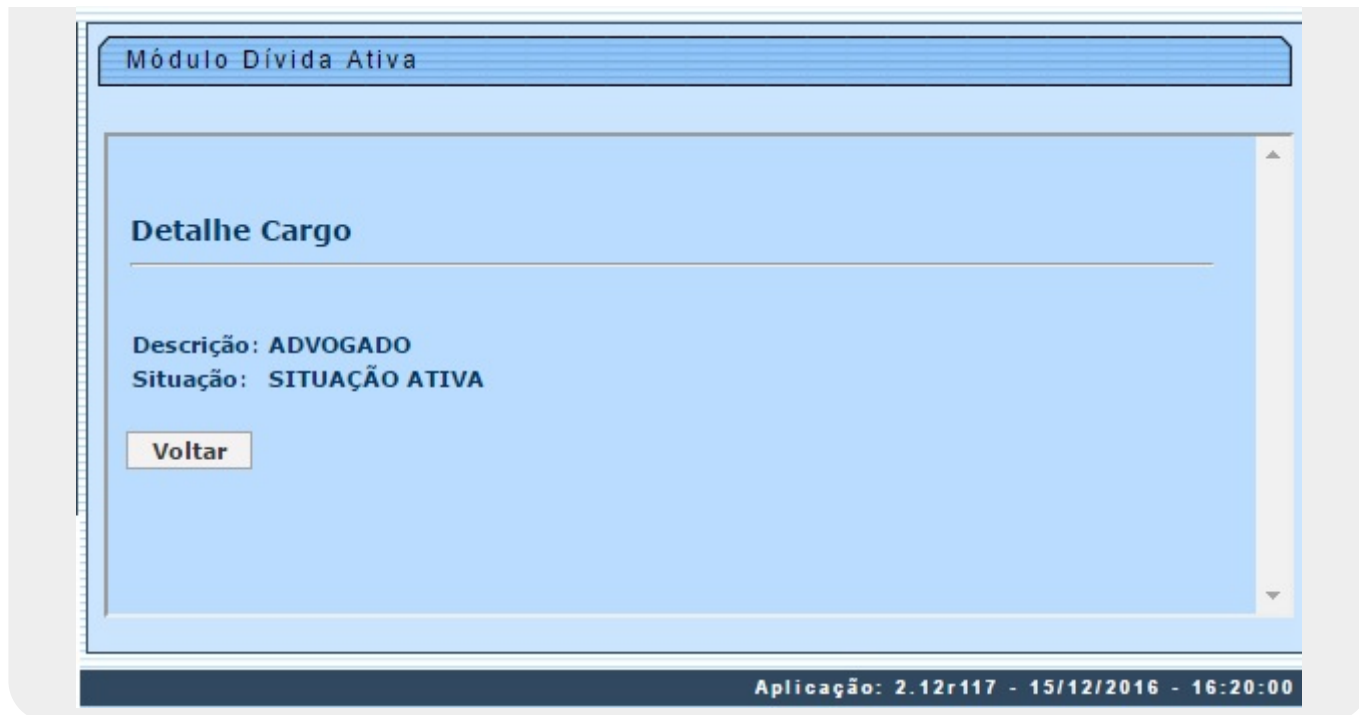 Módulo Dívida Ativa
Detalhe Cargo
Descrição: ADVOGADO
Situação: SITUAÇÃO ATIVA
Voltar
Aplicação: 2.12r117 - 15/12/2016 - 16:20:00